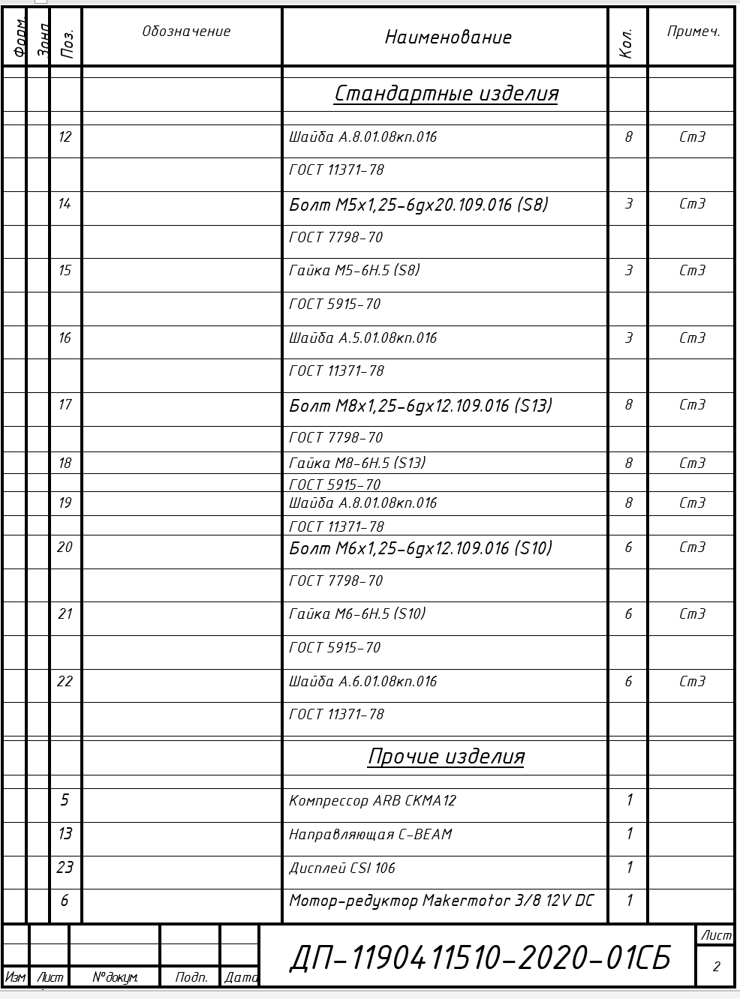 Форм. Зона Поз. Обозначение Наименование Кол. Примеч.
Стандартные изделия
12 Шайба А.8.01.08кп.016 8 Ст3
ГОСТ 11371-78
14 Болт М5х1,25-6gх20.109.016 (S8) 3 Ст3
ГОСТ 7798-70
15 Гайка М5-6Н.5 (S8) 3 Ст3
ГОСТ 5915-70
16 Шайба А.5.01.08кп.016 3 Ст3
ГОСТ 11371-78
17 Болт М8х1,25-6gх12.109.016 (S13) 8 Ст3
ГОСТ 7798-70
18 Гайка М8-6Н.5 (S13) 8 Ст3
ГОСТ 5915-70
19 Шайба А.8.01.08кп.016 8 Ст3
ГОСТ 11371-78
20 Болт М6х1,25-6gх12.109.016 (S10) 6 Ст3
ГОСТ 7798-70
21 Гайка М6-6Н.5 (S10) 6 Ст3
ГОСТ 5915-70
22 Шайба А.6.01.08кп.016 6 Ст3
ГОСТ 11371-78
Прочие изделия
5 Компрессор ARB CKMA12 1
13 Направляющая C-BEAM 1
23 Дисплей CSI 106 1
6 Мотор-редуктор Makermotor 3/8 12V DC 1
Лист
ДП-1190411510-2020-01СБ
2
Изм Лист № докум. Подп. Дата